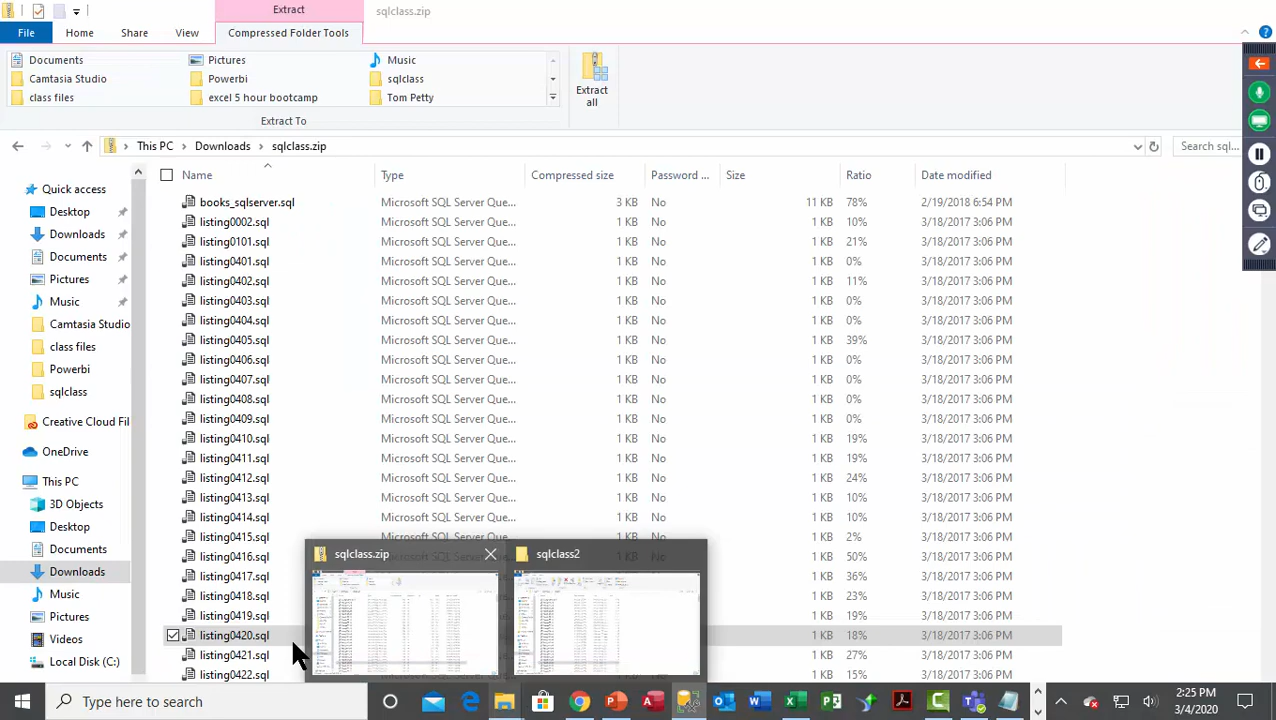 Extract
sqlclass.zip
File Home Share View Compressed Folder Tools
Documents Pictures Music
Camtasia Studio Powerbi sqlclass
class files excel 5 hour bootcamp Tom Petty
Extract all
Extract To
This PC Downloads sqlclass.zip
Search sql...
Name Type Compressed size Password ... Size Ratio Date modified
Quick access
Desktop
Downloads
Documents
Pictures
Music
Camtasia Studio
class files
Powerbi
sqlclass
Creative Cloud Fil
OneDrive
This PC
3D Objects
Desktop
Documents
Downloads
Music
Pictures
Videos
Local Disk (C:)
books_sqlserver.sql Microsoft SQL Server Que... 3 KB No 11 KB 78% 2/19/2018 6:54 PM
listing0002.sql Microsoft SQL Server Que... 1 KB No 1 KB 10% 3/18/2017 3:06 PM
listing0101.sql Microsoft SQL Server Que... 1 KB No 1 KB 21% 3/18/2017 3:06 PM
listing0401.sql Microsoft SQL Server Que... 1 KB No 1 KB 0% 3/18/2017 3:06 PM
listing0402.sql Microsoft SQL Server Que... 1 KB No 1 KB 11% 3/18/2017 3:06 PM
listing0403.sql Microsoft SQL Server Que... 1 KB No 1 KB 0% 3/18/2017 3:06 PM
listing0404.sql Microsoft SQL Server Que... 1 KB No 1 KB 0% 3/18/2017 3:06 PM
listing0405.sql Microsoft SQL Server Que... 1 KB No 1 KB 39% 3/18/2017 3:06 PM
listing0406.sql Microsoft SQL Server Que... 1 KB No 1 KB 0% 3/18/2017 3:06 PM
listing0407.sql Microsoft SQL Server Que... 1 KB No 1 KB 0% 3/18/2017 3:06 PM
listing0408.sql Microsoft SQL Server Que... 1 KB No 1 KB 0% 3/18/2017 3:06 PM
listing0409.sql Microsoft SQL Server Que... 1 KB No 1 KB 0% 3/18/2017 3:06 PM
listing0410.sql Microsoft SQL Server Que... 1 KB No 1 KB 19% 3/18/2017 3:06 PM
listing0411.sql Microsoft SQL Server Que... 1 KB No 1 KB 19% 3/18/2017 3:06 PM
listing0412.sql Microsoft SQL Server Que... 1 KB No 1 KB 24% 3/18/2017 3:06 PM
listing0413.sql Microsoft SQL Server Que... 1 KB No 1 KB 10% 3/18/2017 3:06 PM
listing0414.sql Microsoft SQL Server Que... 1 KB No 1 KB 19% 3/18/2017 3:06 PM
listing0415.sql Microsoft SQL Server Que... 1 KB No 1 KB 2% 3/18/2017 3:06 PM
listing0416.sql 1 KB 30% 3/18/2017 3:06 PM
listing0417.sql 1 KB 36% 3/18/2017 3:06 PM
listing0418.sql 1 KB 23% 3/18/2017 3:06 PM
listing0419.sql 1 KB 3/18/2017 3:06 PM
listing0420.sql 1 KB 18% 3/18/2017 3:06 PM
listing0421.sql 1 KB 27% 3/18/2017 3:06 PM
listing0422.sql 1 KB 3/18/2017 3:06 PM
sqlclass.zip sqlclass2
Type here to search
2:25 PM
3/4/2020